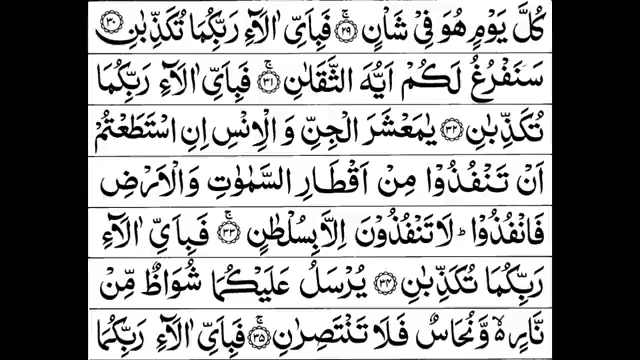 كُلَّ يَوْمٍ هُوَ فِيْ شَاْنٍ ۚ ﴿٢٩﴾ فَبِاَيِّ اٰلَآءِ رَبِّكُمَا تُكَذِّبٰنِ ﴿٣٠﴾
سَنَفْرُغُ لَكُمْ اَيُّهَ الثَّقَلٰنِ ۚ ﴿٣١﴾ فَبِاَيِّ اٰلَآءِ رَبِّكُمَا
تُكَذِّبٰنِ ﴿٣٢﴾ يٰمَعْشَرَ الْجِنِّ وَ الْاِنْسِ اِنِ اسْتَطَعْتُمْ
اَنْ تَنْفُذُوْا مِنْ اَقْطَارِ السَّمٰوٰتِ وَ الْاَرْضِ
فَانْفُذُوْا ؕ لَا تَنْفُذُوْنَ اِلَّا بِسُلْطٰنٍ ۚ ﴿٣٣﴾ فَبِاَيِّ اٰلَآءِ
رَبِّكُمَا تُكَذِّبٰنِ ﴿٣٤﴾ يُرْسَلُ عَلَيْكُمَا شُوَاظٌ مِّنْ
نَّارٍ ۙ۬ وَّ نُحَاسٌ فَلَا تَنْتَصِرٰنِ ۚ ﴿٣٥﴾ فَبِاَيِّ اٰلَآءِ رَبِّكُمَا